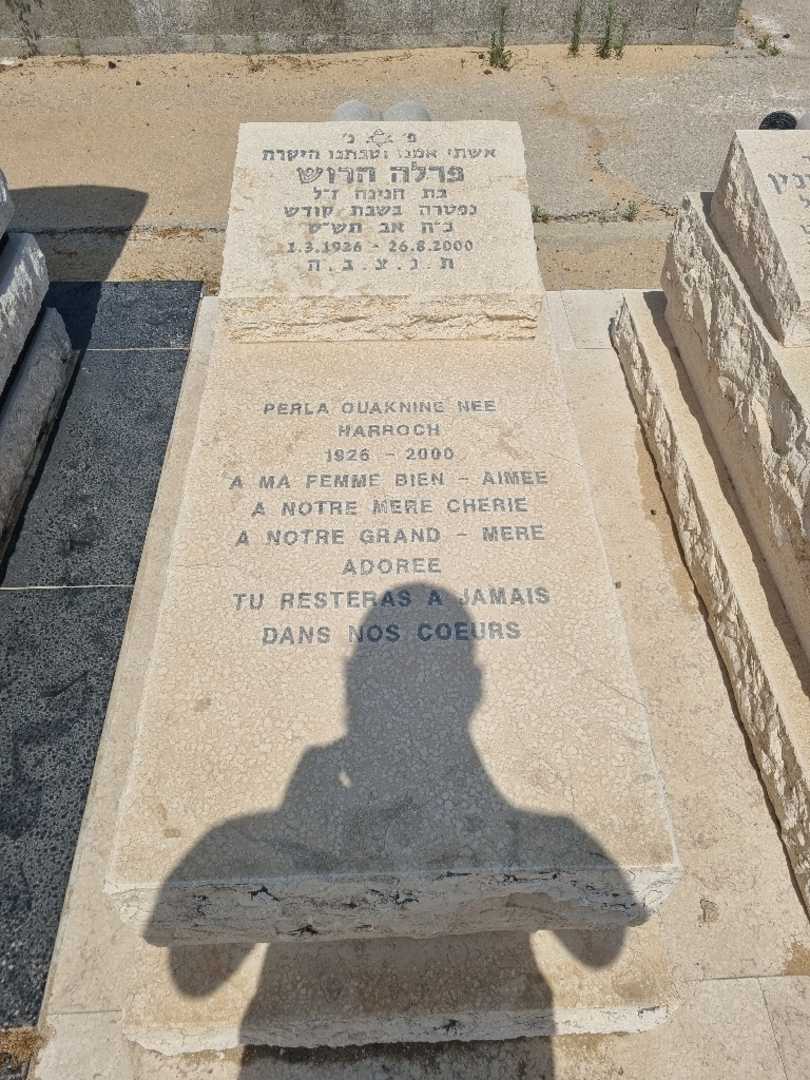 פ׳ נ׳
אשתי אמנו וסבתנו היקרה
פרלה הרוש
בת חנינה ז״ל
נפטרה בשבת קודש
כ״ה אב תש״ס
1.3.1926 - 26.8.2000
ת . נ . צ . ב . ה
PERLA OUAKNINE NEE
HARROCH
1926 - 2000
A MA FEMME BIEN - AIMEE
A NOTRE MERE CHERIE
A NOTRE GRAND - MERE
ADOREE
TU RESTERAS A JAMAIS
DANS NOS COEURS